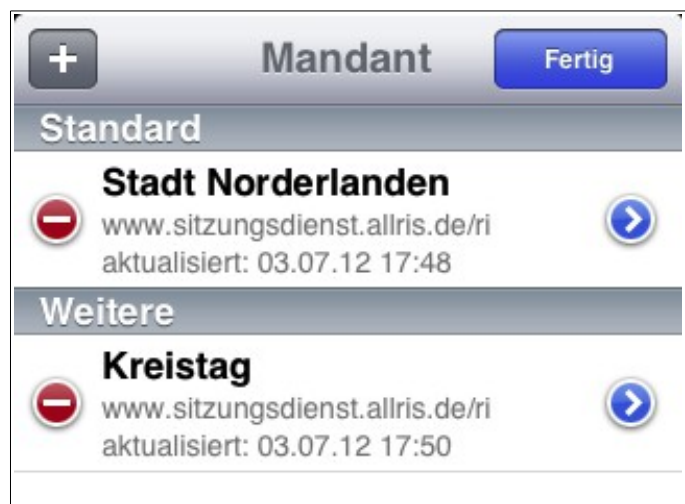 + Mandant Fertig
Standard
Stadt Norderlanden
www.sitzungsdienst.allris.de/ri
aktualisiert: 03.07.12 17:48
Weitere
Kreistag
www.sitzungsdienst.allris.de/ri
aktualisiert: 03.07.12 17:50